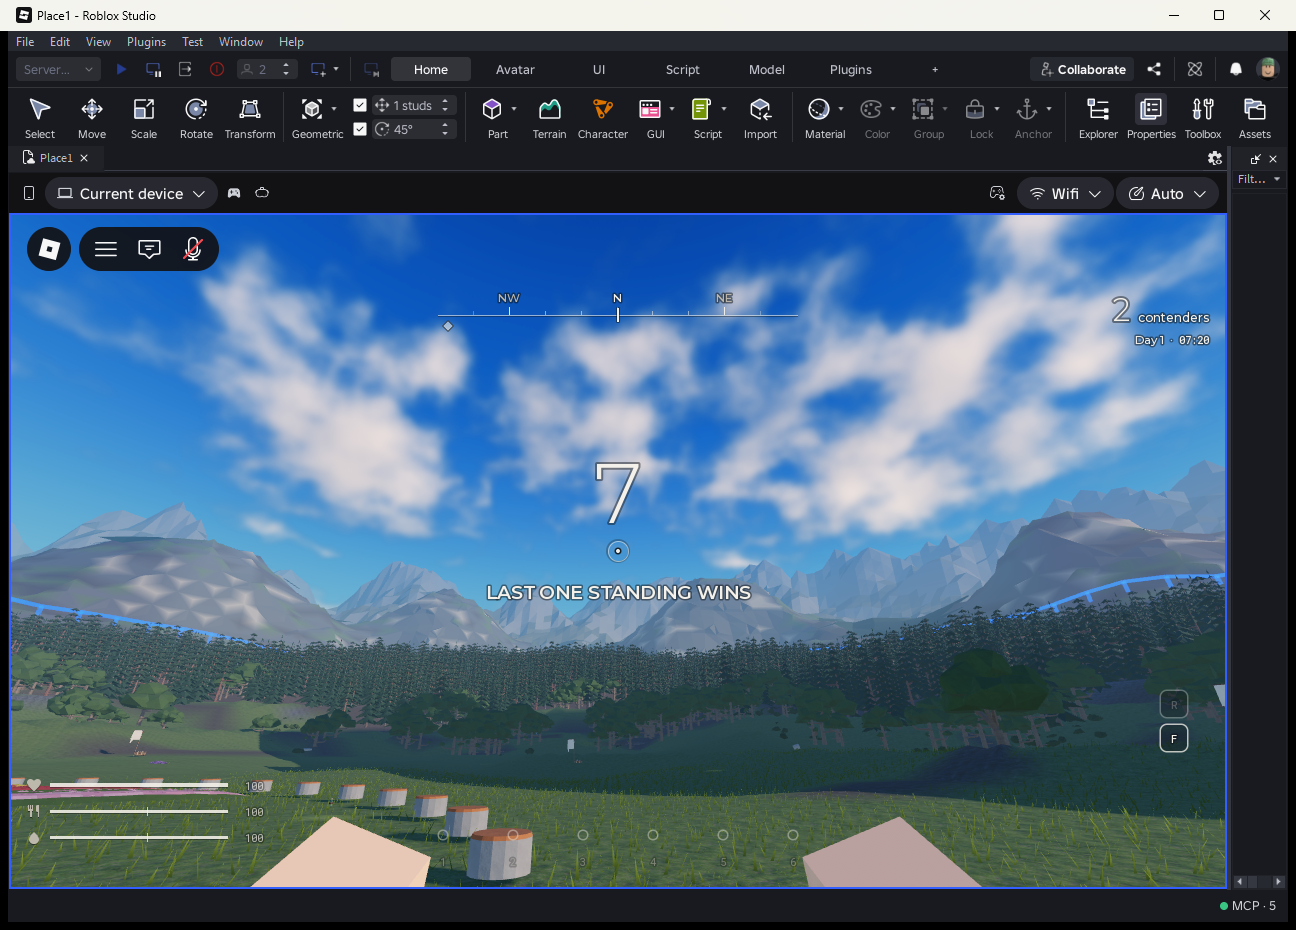 Place1 - Roblox Studio
File Edit View Plugins Test Window Help
Server... 2 Home Avatar UI Script Model Plugins + Collaborate
1 studs
45°
Select Move Scale Rotate Transform Geometric Part Terrain Character GUI Script Import Material Color Group Lock Anchor Explorer Properties Toolbox Assets
Place1
Filt...
Current device Wifi Auto
NW N NE
2 contenders
Day 1 · 07:20
7
LAST ONE STANDING WINS
R
F
100
100
100
1 2 3 4 5 6
MCP · 5